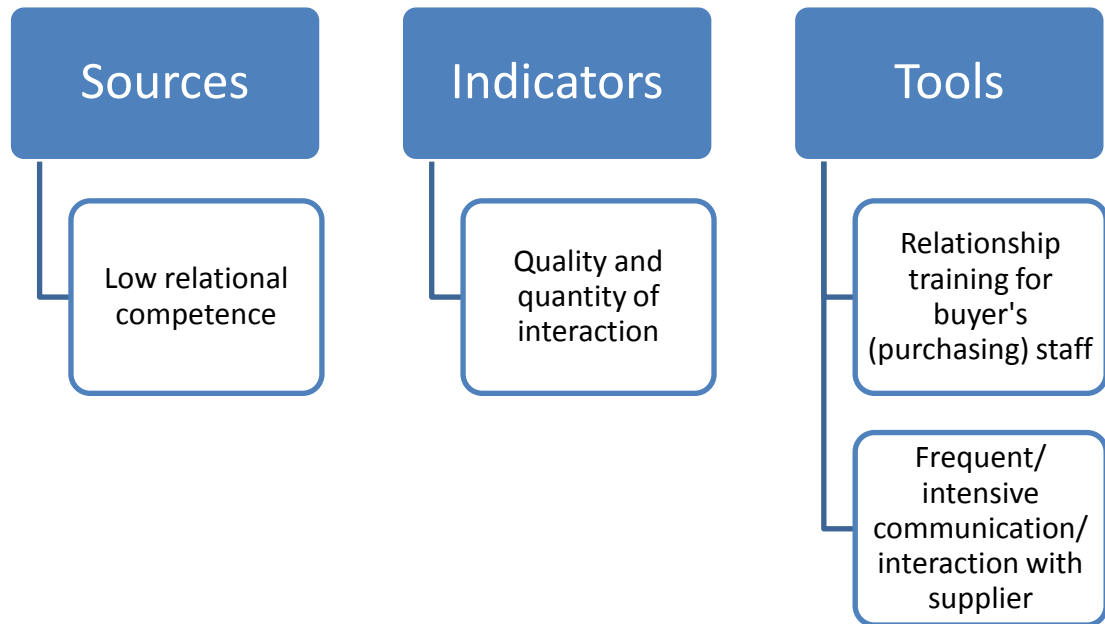 Sources
Low relational
competence
Indicators
Quality and
quantity of
interaction
Tools
Relationship
training for
buyer's
(purchasing) staff
Frequent/
intensive
communication/
interaction with
supplier